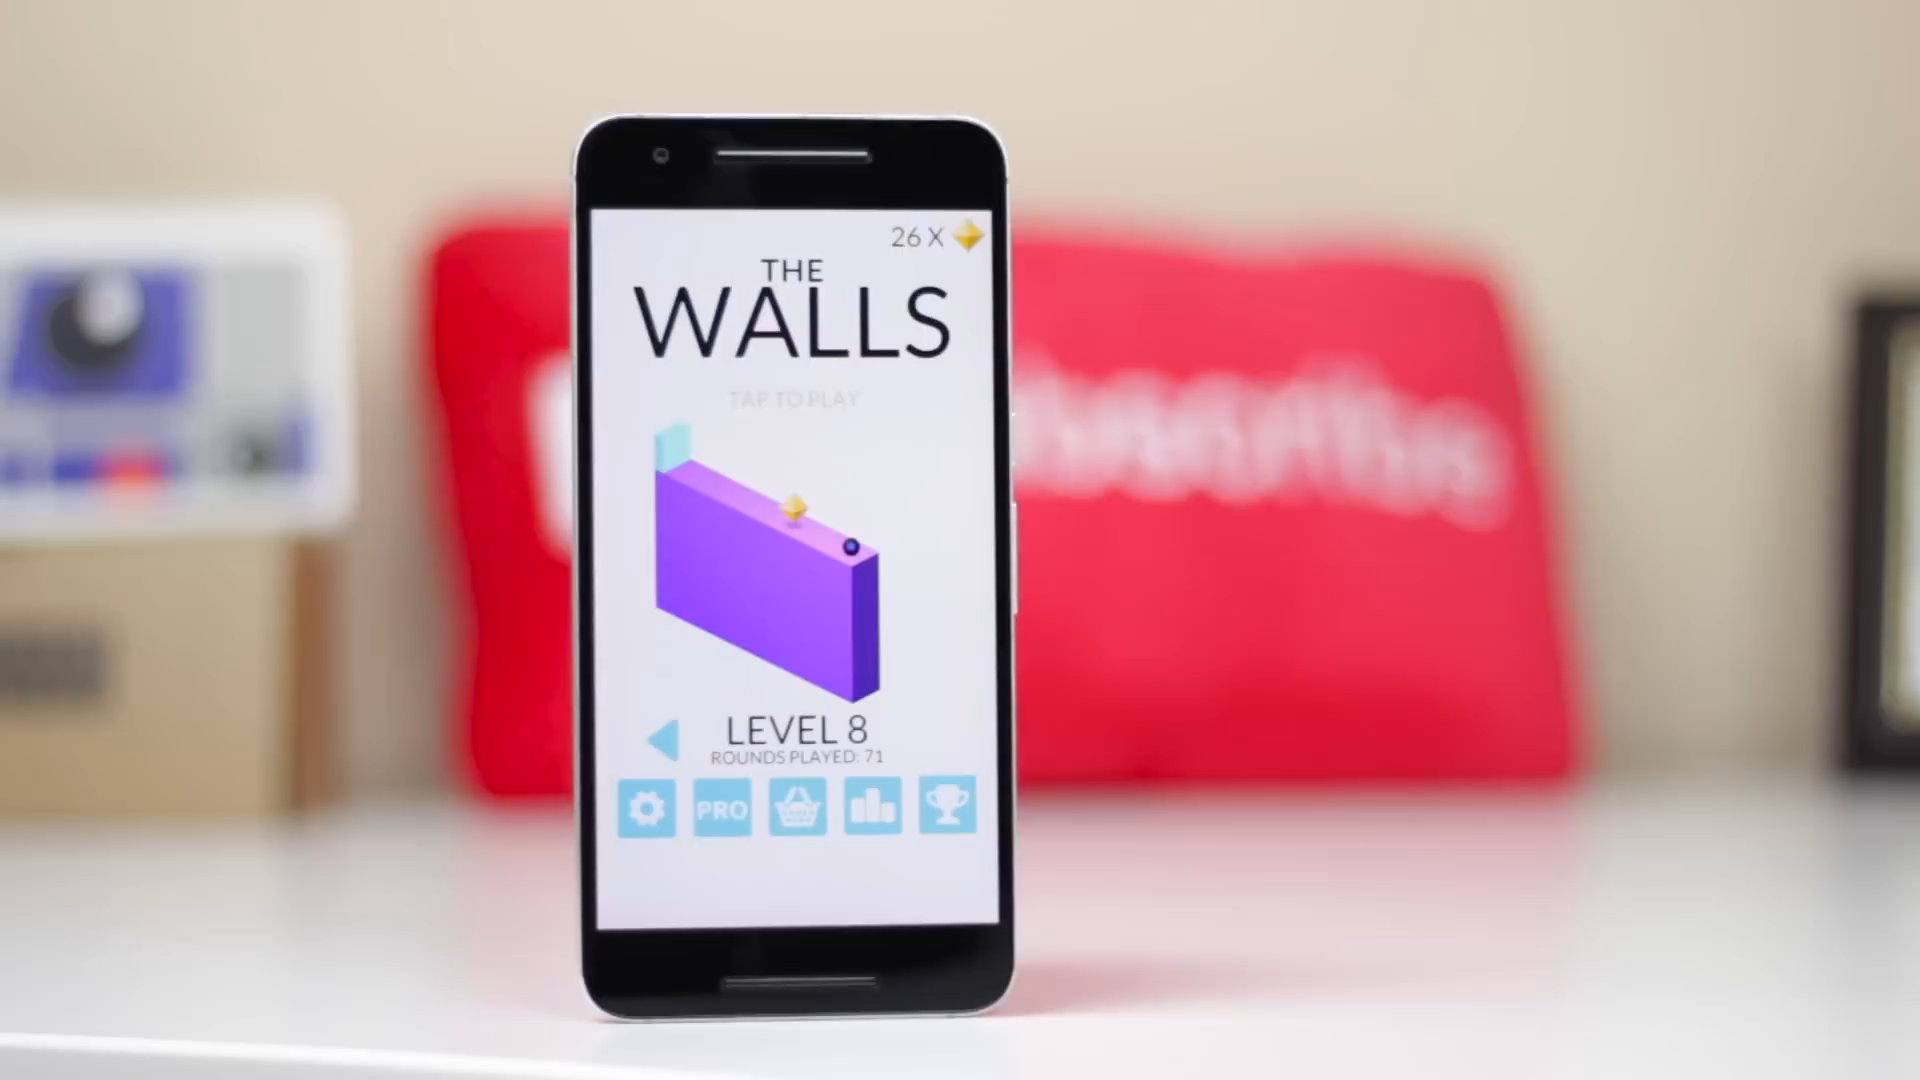 26 X
THE
WALLS
TAP TO PLAY
LEVEL 8
ROUNDS PLAYED: 71
PRO